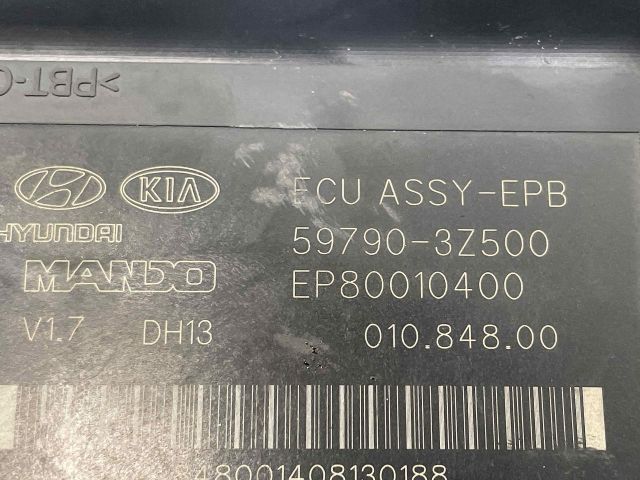 >PBT-
KIA ECU ASSY-EPB
HYUNDAI 59790-3Z500
MANDO EP80010400
V1.7 DH13 010.848.00
48001408130188